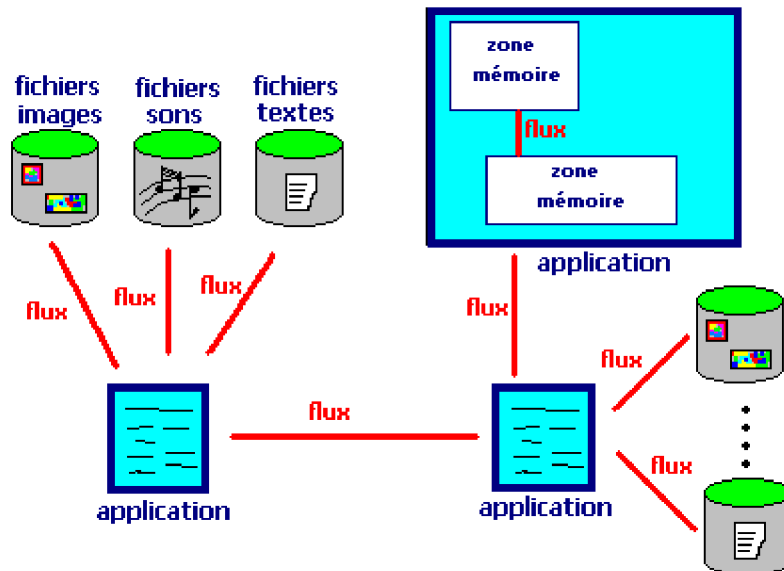 fichiers
images
fichiers
sons
fichiers
textes
zone
mémoire
flux
zone
mémoire
application
flux
flux
flux
flux
flux
flux
flux
application
application